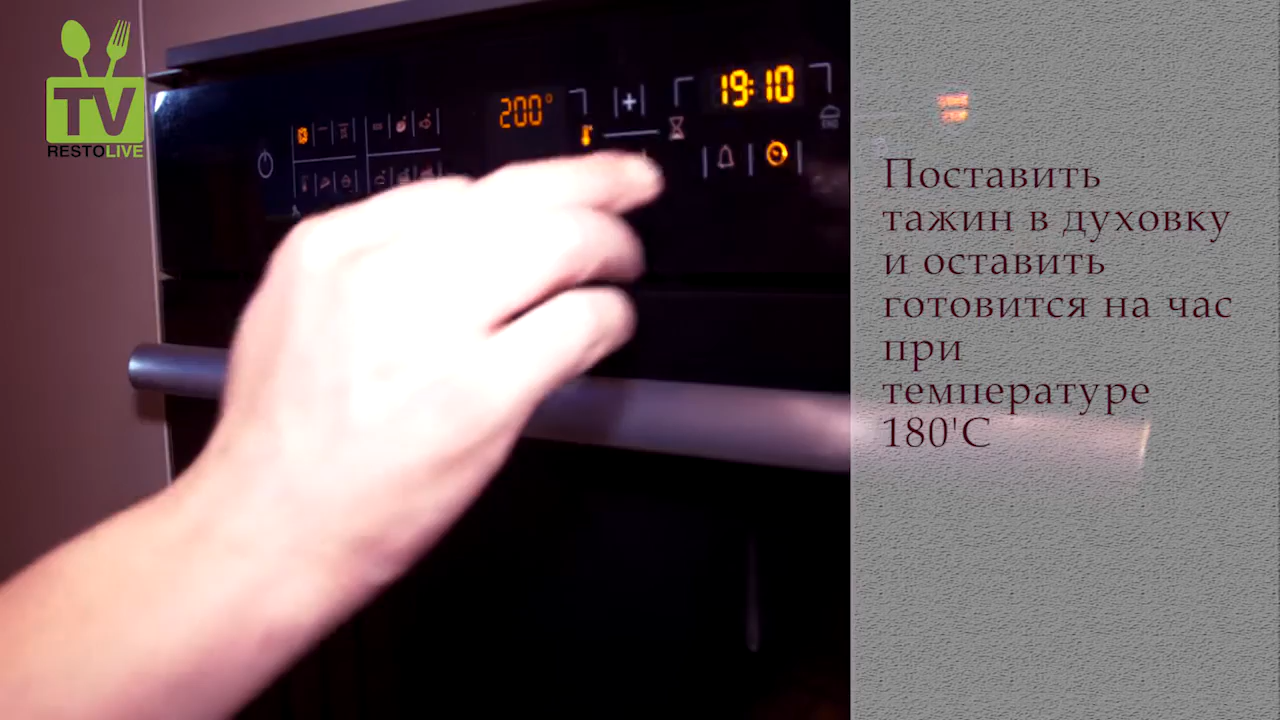 TV
RESTOLIVE
200°
19:10
Поставить
тажин в духовку
и оставить
готовится на час
при
температуре
180'C